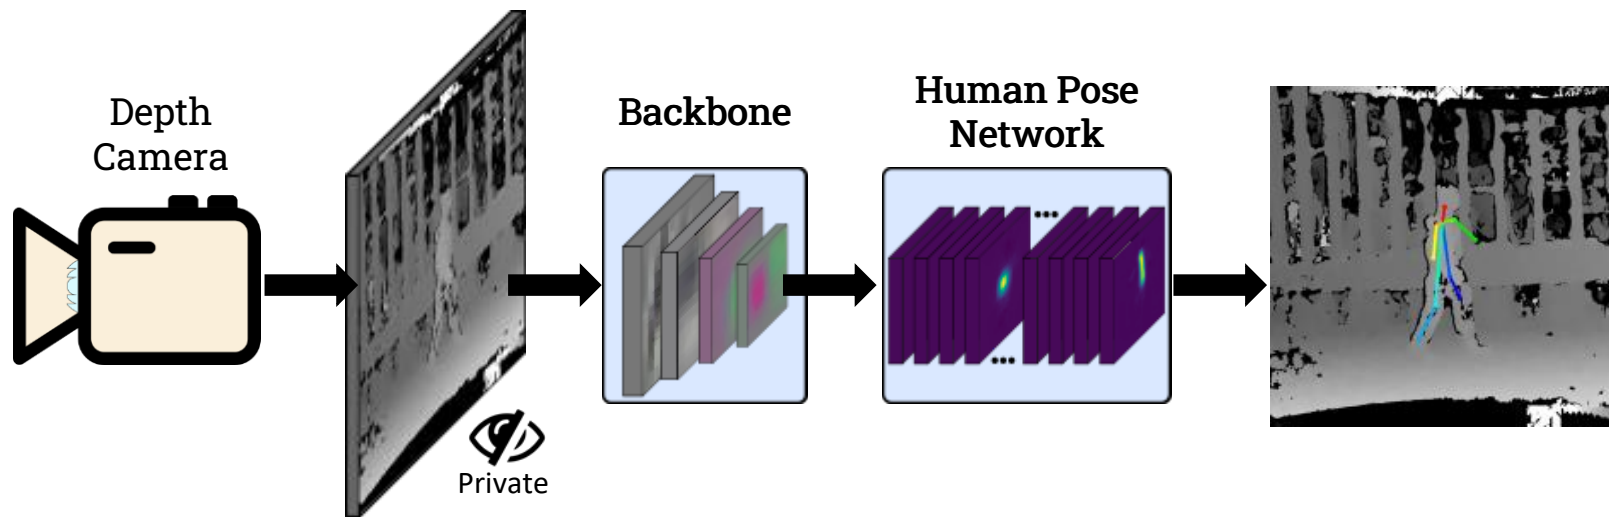 Depth
Camera
Private
Backbone
Human Pose
Network